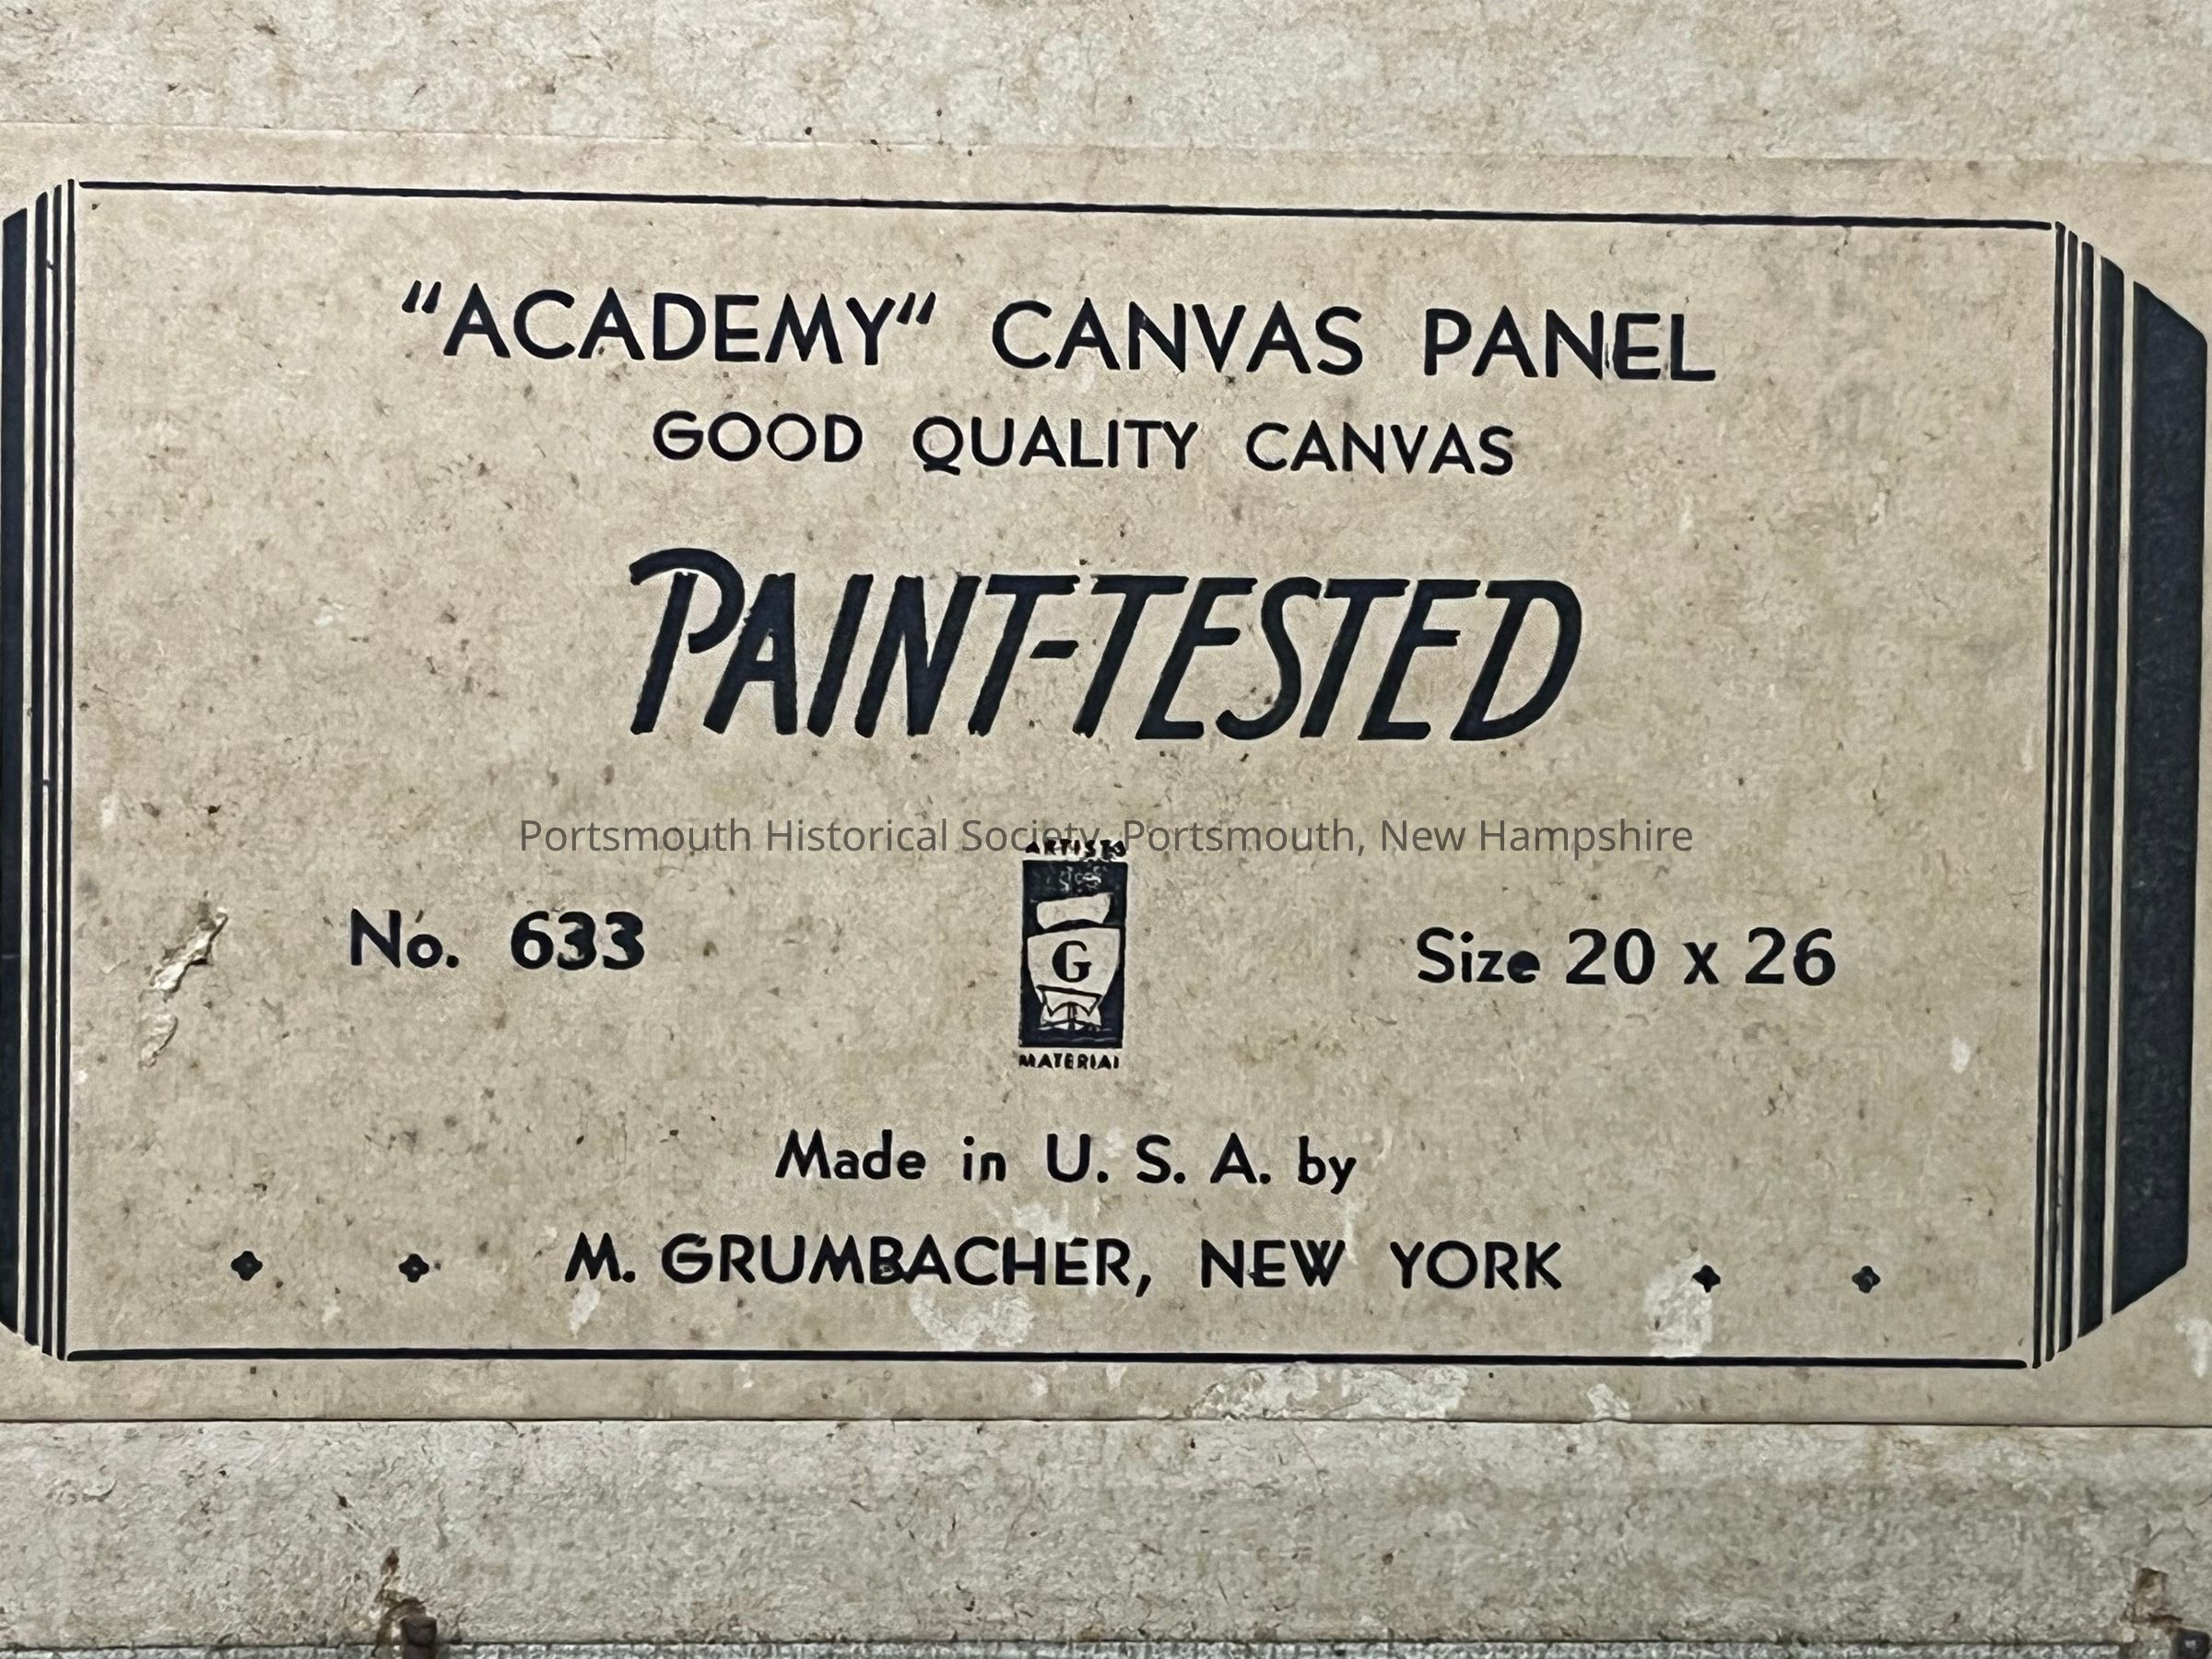 “ACADEMY“ CANVAS PANEL
GOOD QUALITY CANVAS
PAINT-TESTED
Portsmouth Historical Society, Portsmouth, New Hampshire
ARTISTS
No. 633
G
Size 20 x 26
MATERIAL
Made in U. S. A. by
M. GRUMBACHER, NEW YORK